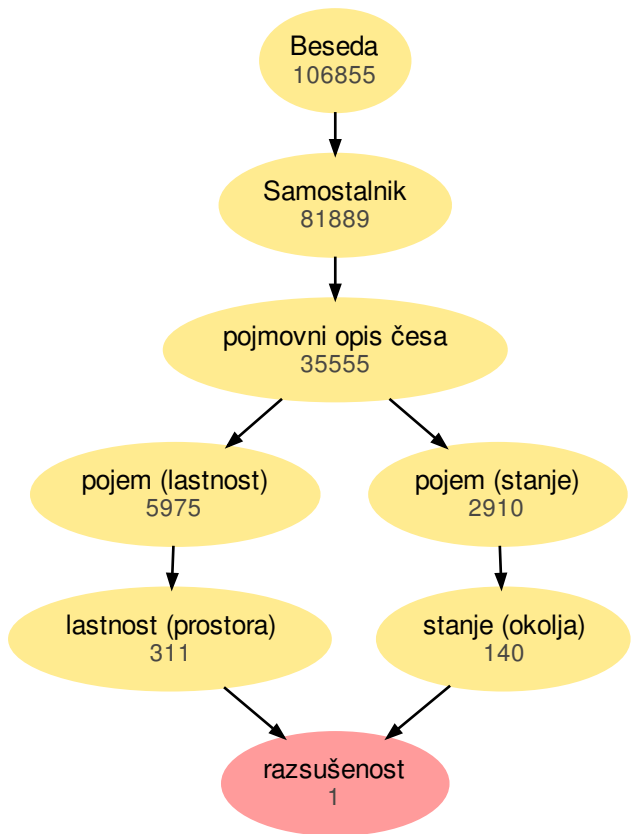 Beseda
106855
Samostalnik
81889
pojmovni opis česa
35555
pojem (lastnost)
5975
pojem (stanje)
2910
lastnost (prostora)
311
stanje (okolja)
140
razsušenost
1